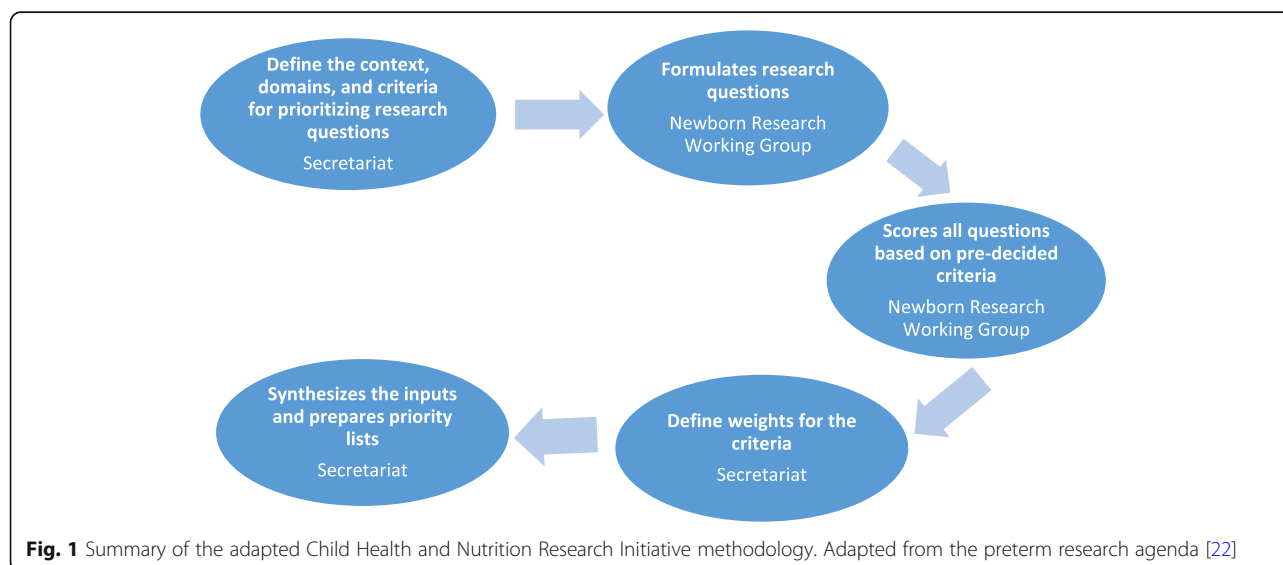 Define the context,
domains, and criteria
for prioritizing research
questions
Secretariat
Formulates research
questions
Newborn Research
Working Group
Scores all questions
based on pre-decided
criteria
Newborn Research
Working Group
Define weights for the
criteria
Secretariat
Synthesizes the inputs
and prepares priority
lists
Secretariat
Fig. 1 Summary of the adapted Child Health and Nutrition Research Initiative methodology. Adapted from the preterm research agenda [22]